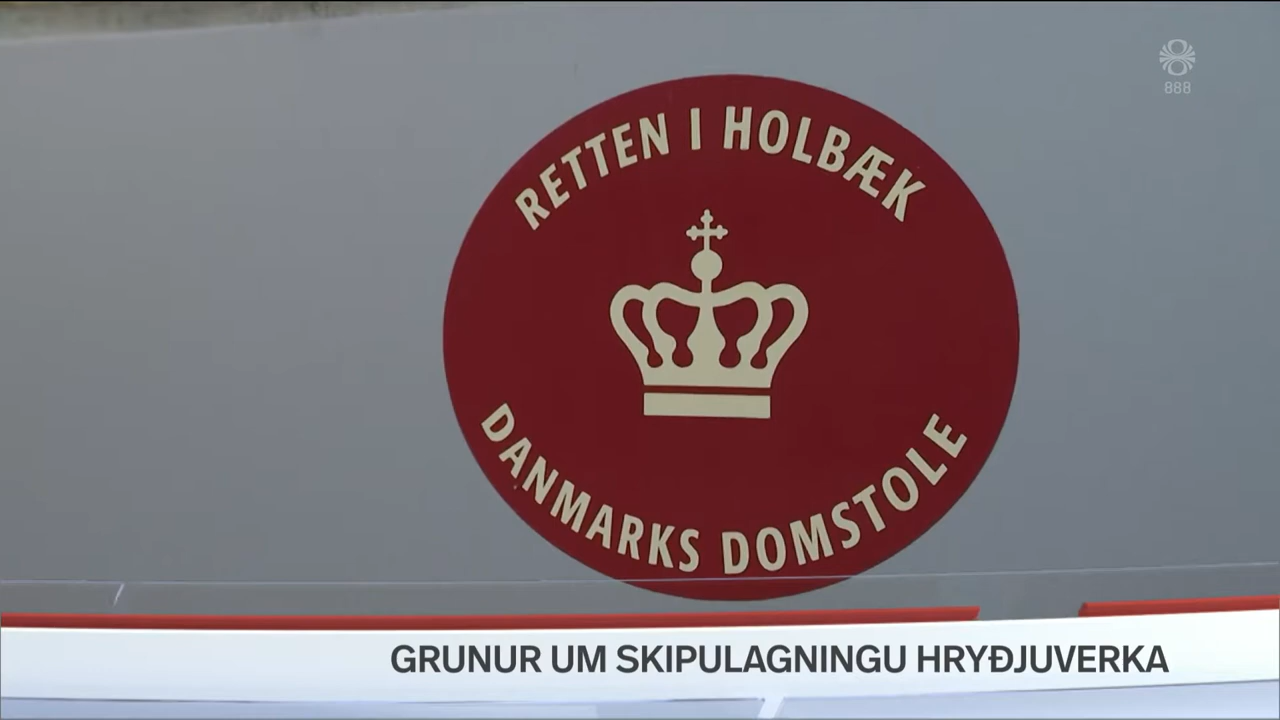 888
RETTEN I HOLBÆK
DANMARKS DOMSTOLE
GRUNUR UM SKIPULAGNINGU HRYÐJUVERKA